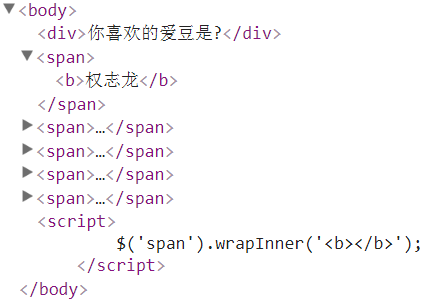 ▼<body>
<div>你喜欢的爱豆是?</div>
▼<span>
<b>权志龙</b>
</span>
▶<span>…</span>
▶<span>…</span>
▶<span>…</span>
▶<span>…</span>
<script>
$('span').wrapInner('<b></b>');
</script>
</body>